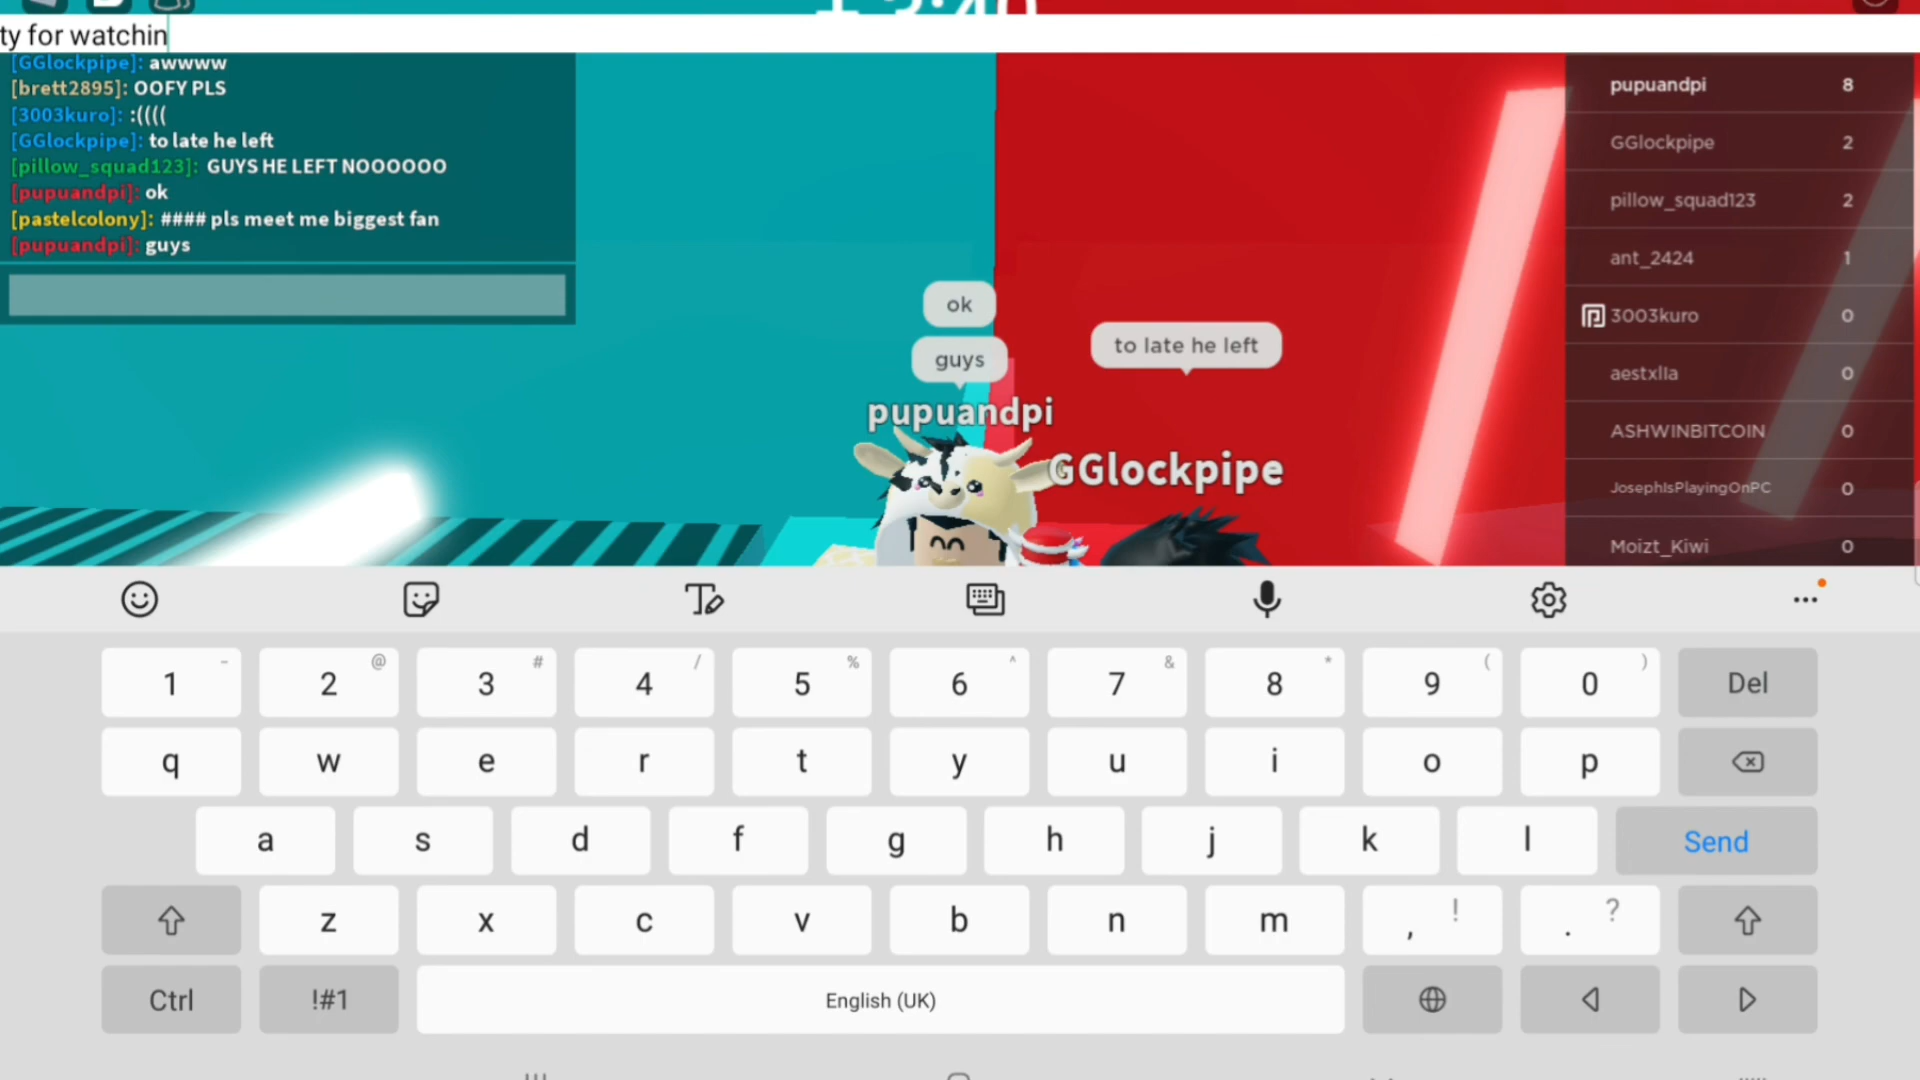 ty for watchin
[GGlockpipe]: awwww
[brett2895]: OOFY PLS
[3003kuro]: :((((
[GGlockpipe]: to late he left
[pillow_squad123]: GUYS HE LEFT NOOOOOO
[pupuandpi]: ok
[pastelcolony]: #### pls meet me biggest fan
[pupuandpi]: guys
ok
guys
to late he left
pupuandpi
GGlockpipe
pupuandpi 8
GGlockpipe 2
pillow_squad123 2
ant_2424 1
3003kuro 0
aestxlla 0
ASHWINBITCOIN 0
JosephIsPlayingOnPC 0
Moizt_Kiwi 0
1 - 2 @ 3 # 4 / 5 % 6 ^ 7 & 8 * 9 ( 0 ) Del
q w e r t y u i o p
a s d f g h j k l Send
z x c v b n m , ! . ?
Ctrl !#1 English (UK)